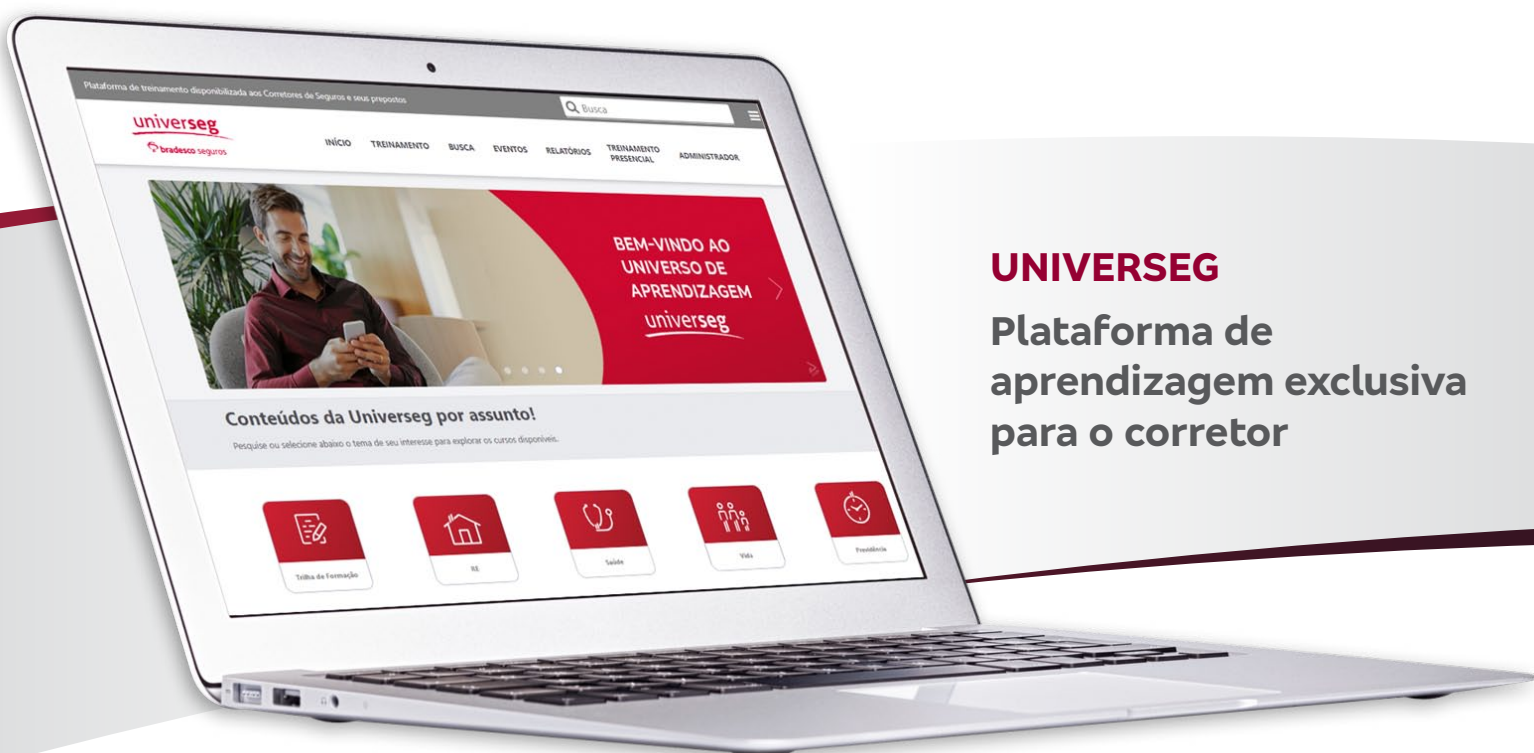 Plataforma de treinamento disponibilizada aos Corretores de Seguros e seus prepostos
Busca
universeg
bradesco seguros
INÍCIO
TREINAMENTO
BUSCA
EVENTOS
RELATÓRIOS
TREINAMENTO
PRESENCIAL
ADMINISTRADOR
BEM-VINDO AO
UNIVERSO DE
APRENDIZAGEM
universeg
Conteúdos da Universeg por assunto!
Pesquise ou selecione abaixo o tema de seu interesse para explorar os cursos disponíveis.
Trilha de Formação
RE
Saúde
Vida
Previdência
UNIVERSEG
Plataforma de
aprendizagem exclusiva
para o corretor